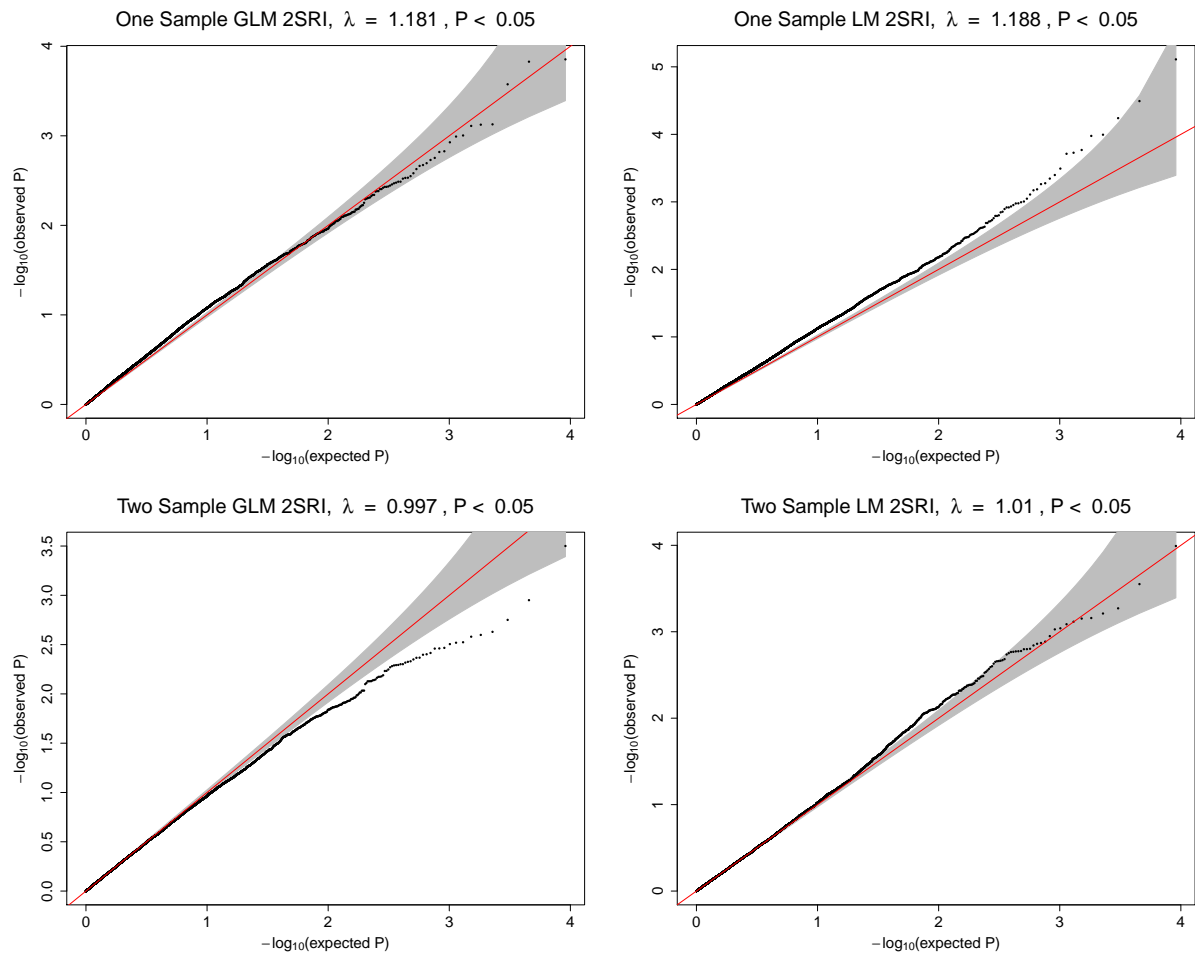 One Sample GLM 2SRI, λ = 1.181 , P < 0.05
4
3
2
1
0
−log10(observed P)
0 1 2 3 4
−log10(expected P)
One Sample LM 2SRI, λ = 1.188 , P < 0.05
5
4
3
2
1
0
−log10(observed P)
0 1 2 3 4
−log10(expected P)
Two Sample GLM 2SRI, λ = 0.997 , P < 0.05
3.5
3.0
2.5
2.0
1.5
1.0
0.5
0.0
−log10(observed P)
0 1 2 3 4
−log10(expected P)
Two Sample LM 2SRI, λ = 1.01 , P < 0.05
4
3
2
1
0
−log10(observed P)
0 1 2 3 4
−log10(expected P)